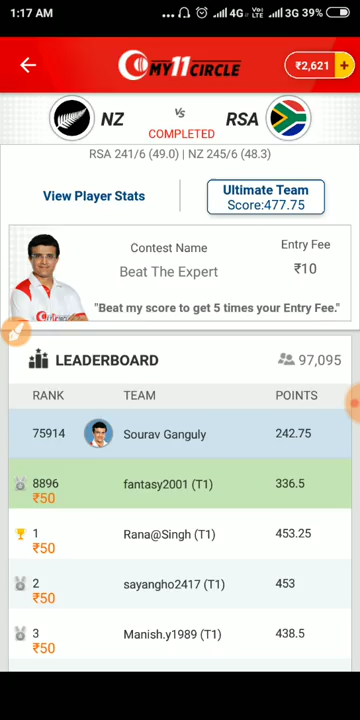 1:17 AM ... 4G VoLTE 3G 39%
MY11CIRCLE ₹2,621 +
NZ Vs RSA
COMPLETED
RSA 241/6 (49.0) | NZ 245/6 (48.3)
View Player Stats
Ultimate Team
Score:477.75
Contest Name
Beat The Expert
Entry Fee
₹10
"Beat my score to get 5 times your Entry Fee."
LEADERBOARD 97,095
RANK TEAM POINTS
75914 Sourav Ganguly 242.75
8896 fantasy2001 (T1) 336.5
₹50
1 Rana@Singh (T1) 453.25
₹50
2 sayangho2417 (T1) 453
₹50
3 Manish.y1989 (T1) 438.5
₹50